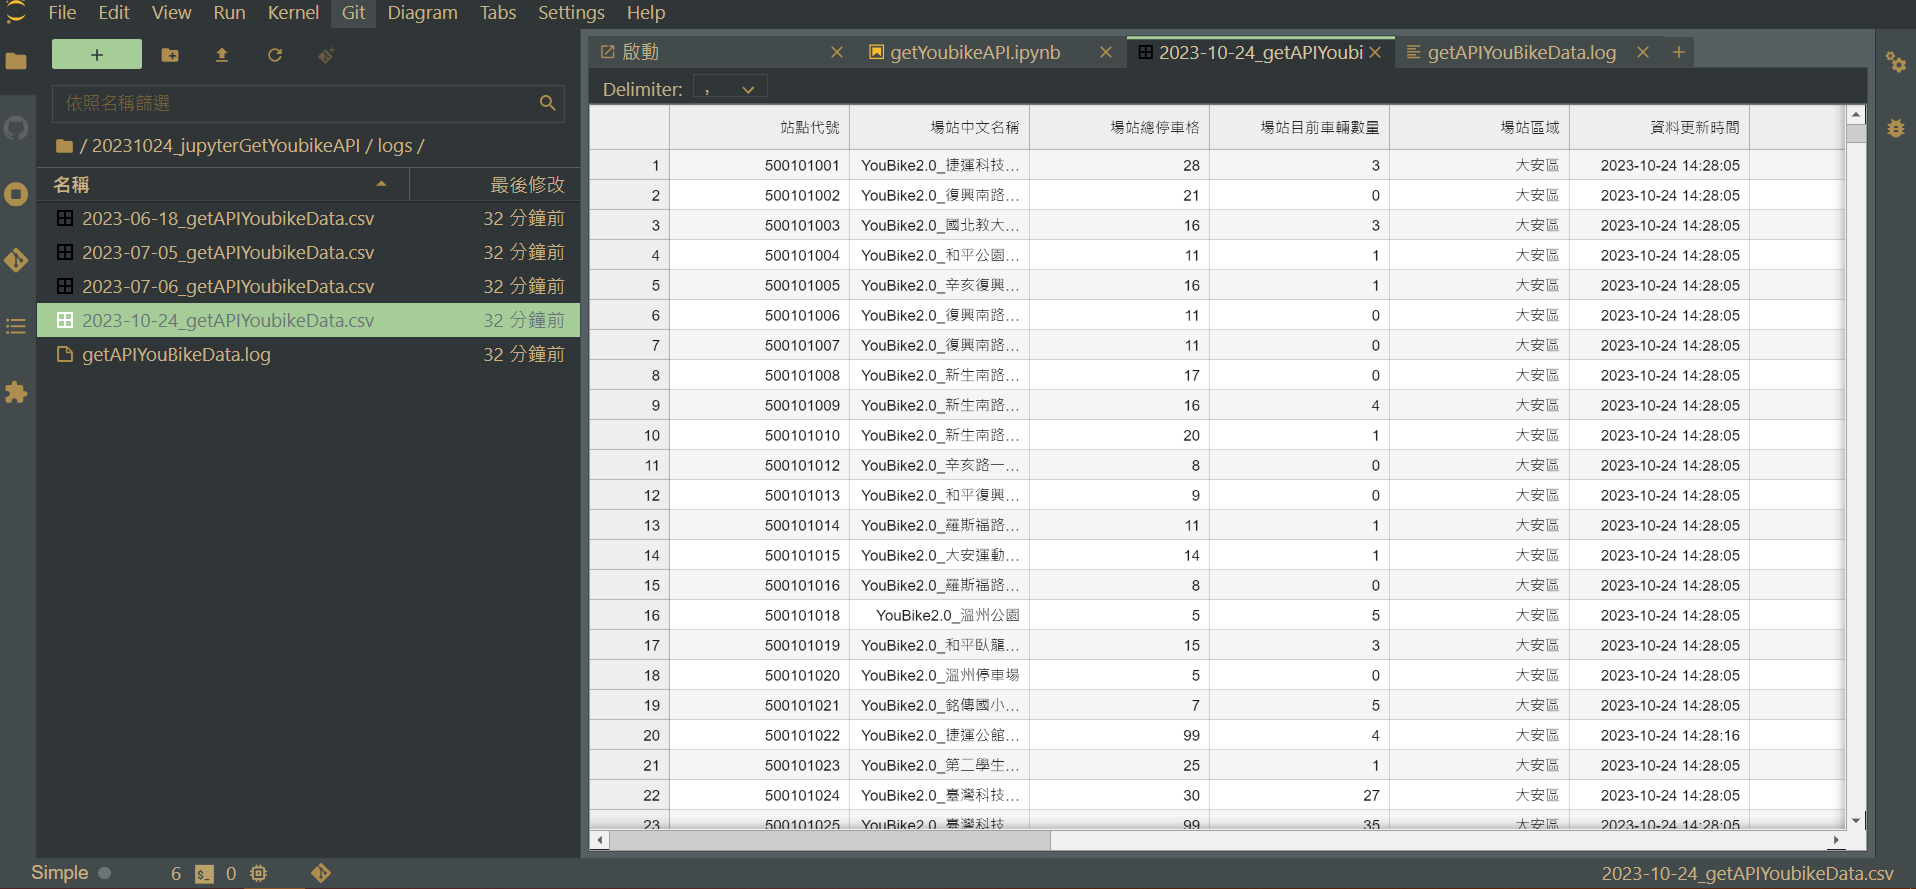 File Edit View Run Kernel Git Diagram Tabs Settings Help
+
依照名稱篩選
/ 20231024_jupyterGetYoubikeAPI / logs /
名稱 最後修改
2023-06-18_getAPIYoubikeData.csv 32 分鐘前
2023-07-05_getAPIYoubikeData.csv 32 分鐘前
2023-07-06_getAPIYoubikeData.csv 32 分鐘前
2023-10-24_getAPIYoubikeData.csv 32 分鐘前
getAPIYouBikeData.log 32 分鐘前
啟動 getYoubikeAPI.ipynb 2023-10-24_getAPIYoubi getAPIYouBikeData.log +
Delimiter: ,
站點代號 場站中文名稱 場站總停車格 場站目前車輛數量 場站區域 資料更新時間
1 500101001 YouBike2.0_捷運科技... 28 3 大安區 2023-10-24 14:28:05
2 500101002 YouBike2.0_復興南路... 21 0 大安區 2023-10-24 14:28:05
3 500101003 YouBike2.0_國北教大... 16 3 大安區 2023-10-24 14:28:05
4 500101004 YouBike2.0_和平公園... 11 1 大安區 2023-10-24 14:28:05
5 500101005 YouBike2.0_辛亥復興... 16 1 大安區 2023-10-24 14:28:05
6 500101006 YouBike2.0_復興南路... 11 0 大安區 2023-10-24 14:28:05
7 500101007 YouBike2.0_復興南路... 11 0 大安區 2023-10-24 14:28:05
8 500101008 YouBike2.0_新生南路... 17 0 大安區 2023-10-24 14:28:05
9 500101009 YouBike2.0_新生南路... 16 4 大安區 2023-10-24 14:28:05
10 500101010 YouBike2.0_新生南路... 20 1 大安區 2023-10-24 14:28:05
11 500101012 YouBike2.0_辛亥路一... 8 0 大安區 2023-10-24 14:28:05
12 500101013 YouBike2.0_和平復興... 9 0 大安區 2023-10-24 14:28:05
13 500101014 YouBike2.0_羅斯福路... 11 1 大安區 2023-10-24 14:28:05
14 500101015 YouBike2.0_大安運動... 14 1 大安區 2023-10-24 14:28:05
15 500101016 YouBike2.0_羅斯福路... 8 0 大安區 2023-10-24 14:28:05
16 500101018 YouBike2.0_溫州公園 5 5 大安區 2023-10-24 14:28:05
17 500101019 YouBike2.0_和平臥龍... 15 3 大安區 2023-10-24 14:28:05
18 500101020 YouBike2.0_溫州停車場 5 0 大安區 2023-10-24 14:28:05
19 500101021 YouBike2.0_銘傳國小... 7 5 大安區 2023-10-24 14:28:05
20 500101022 YouBike2.0_捷運公館... 99 4 大安區 2023-10-24 14:28:16
21 500101023 YouBike2.0_第二學生... 25 1 大安區 2023-10-24 14:28:05
22 500101024 YouBike2.0_臺灣科技... 30 27 大安區 2023-10-24 14:28:05
23 500101025 YouBike2.0_臺灣科技 99 35 大安區 2023-10-24 14:28:05
Simple 6 0 2023-10-24_getAPIYoubikeData.csv